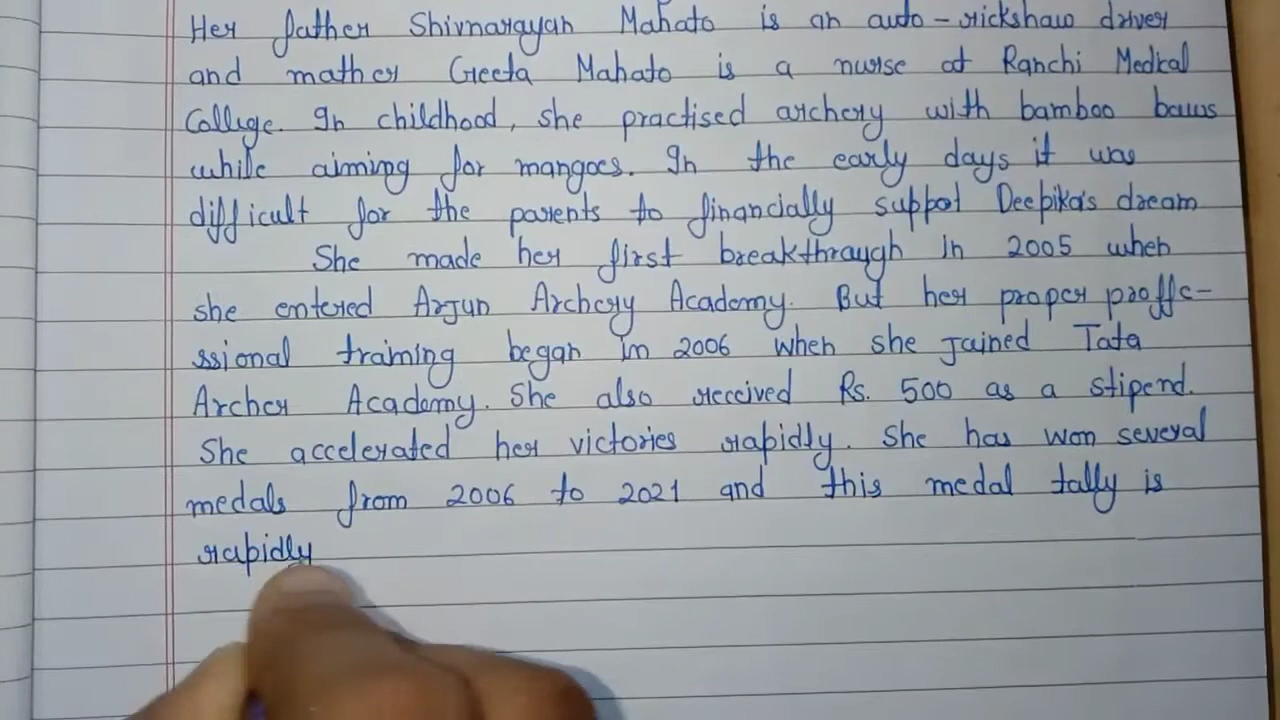 Her father Shivnarayan Mahato is an auto-rickshaw driver
and mather Geeta Mahato is a nurse at Ranchi Medical
College. In childhood, she practised archery with bamboo bows
while aiming for mangoes. In the early days it was
difficult for the parents to financially suppot Deepika's dream
She made her first breakthrough in 2005 when
she entered Arjun Archery Academy. But her proper proffe-
ssional training began in 2006 when she joined Tata
Archer Academy. She also received Rs. 500 as a stipend.
She accelerated her victories rapidly. She has won several
medals from 2006 to 2021 and this medal tally is
rapidly